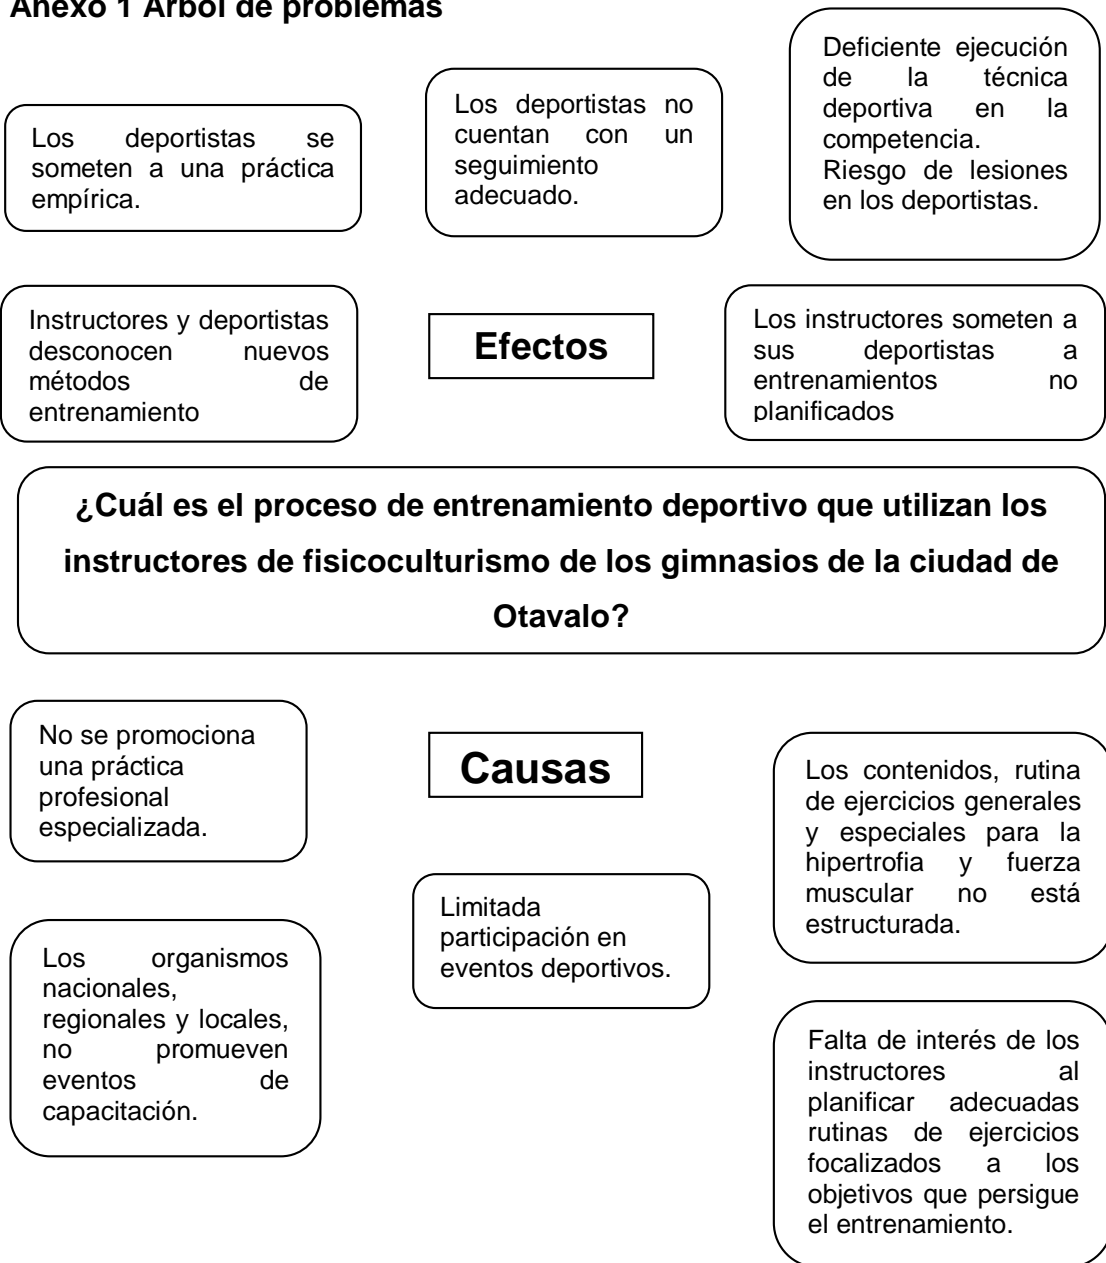 Anexo 1 Árbol de problemas
Los deportistas se
someten a una práctica
empírica.
Los deportistas no
cuentan con un
seguimiento
adecuado.
Deficiente ejecución
de la técnica
deportiva en la
competencia.
Riesgo de lesiones
en los deportistas.
Instructores y deportistas
desconocen nuevos
métodos de
entrenamiento
Efectos
Los instructores someten a
sus deportistas a
entrenamientos no
planificados
¿Cuál es el proceso de entrenamiento deportivo que utilizan los
instructores de fisicoculturismo de los gimnasios de la ciudad de
Otavalo?
No se promociona
una práctica
profesional
especializada.
Causas
Los contenidos, rutina
de ejercicios generales
y especiales para la
hipertrofia y fuerza
muscular no está
estructurada.
Limitada
participación en
eventos deportivos.
Los organismos
nacionales,
regionales y locales,
no promueven
eventos de
capacitación.
Falta de interés de los
instructores al
planificar adecuadas
rutinas de ejercicios
focalizados a los
objetivos que persigue
el entrenamiento.